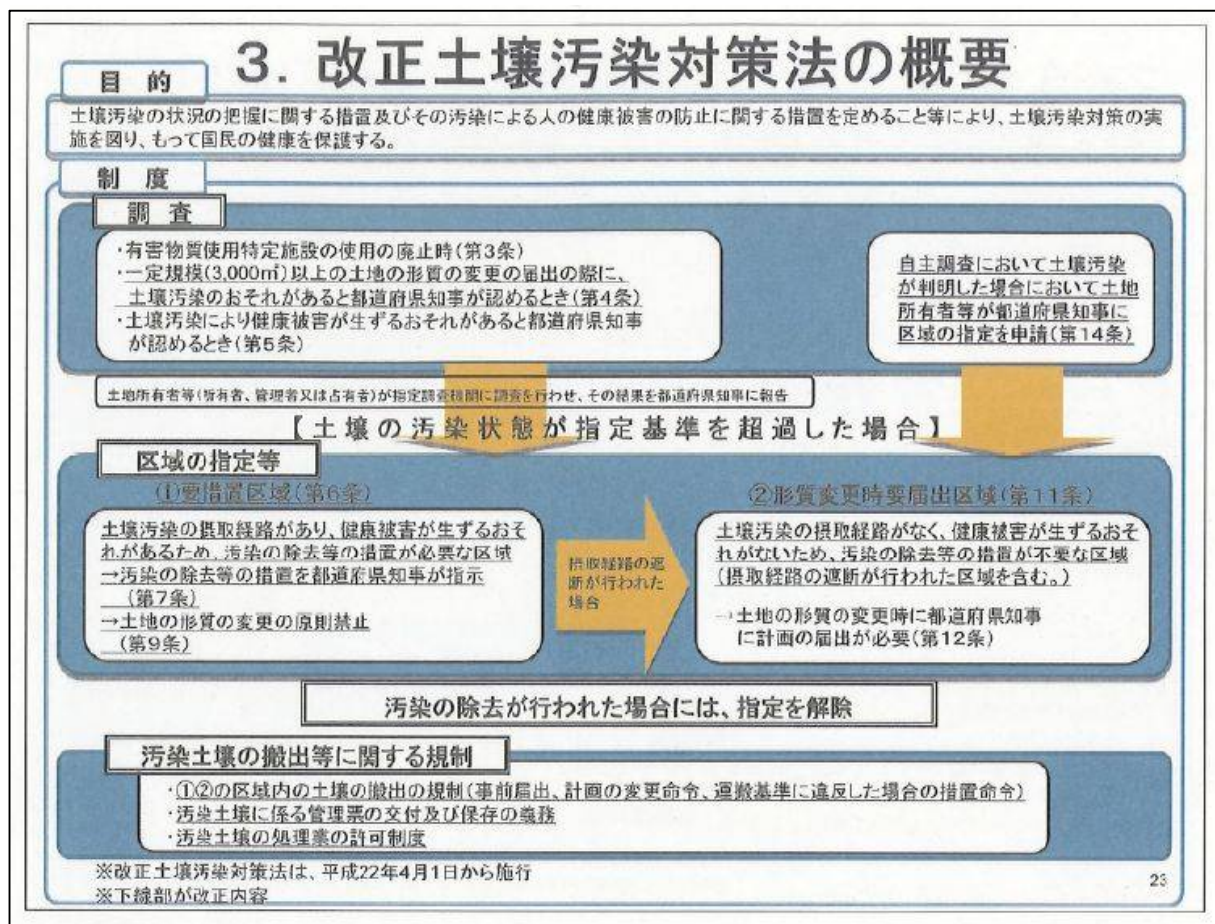 3．改正土壌汚染対策法の概要
目　的
土壌汚染の状況の把握に関する措置及びその汚染による人の健康被害の防止に関する措置を定めること等により、土壌汚染対策の実
施を図り、もって国民の健康を保護する。
制　度
調　査
・有害物質使用特定施設の使用の廃止時(第3条)
・一定規模(3,000㎡)以上の土地の形質の変更の届出の際に、
土壌汚染のおそれがあると都道府県知事が認めるとき(第4条)
・土壌汚染により健康被害が生ずるおそれがあると都道府県知事
が認めるとき(第5条)
自主調査において土壌汚染
が判明した場合において土地
所有者等が都道府県知事に
区域の指定を申請(第14条)
土地所有者等(所有者、管理者又は占有者)が指定調査機関に調査を行わせ、その結果を都道府県知事に報告
【土壌の汚染状態が指定基準を超過した場合】
区域の指定等
①要措置区域(第6条)
土壌汚染の摂取経路があり、健康被害が生ずるおそ
れがあるため、汚染の除去等の措置が必要な区域
→汚染の除去等の措置を都道府県知事が指示
(第7条)
→土地の形質の変更の原則禁止
(第9条)
摂取経路の遮
断が行われた
場合
②形質変更時要届出区域(第11条)
土壌汚染の摂取経路がなく、健康被害が生ずるおそ
れがないため、汚染の除去等の措置が不要な区域
(摂取経路の遮断が行われた区域を含む。)
→土地の形質の変更時に都道府県知事
に計画の届出が必要(第12条)
汚染の除去が行われた場合には、指定を解除
汚染土壌の搬出等に関する規制
・①②の区域内の土壌の搬出の規制(事前届出、計画の変更命令、運搬基準に違反した場合の措置命令)
・汚染土壌に係る管理票の交付及び保存の義務
・汚染土壌の処理業の許可制度
※改正土壌汚染対策法は、平成22年4月1日から施行
※下線部が改正内容
23